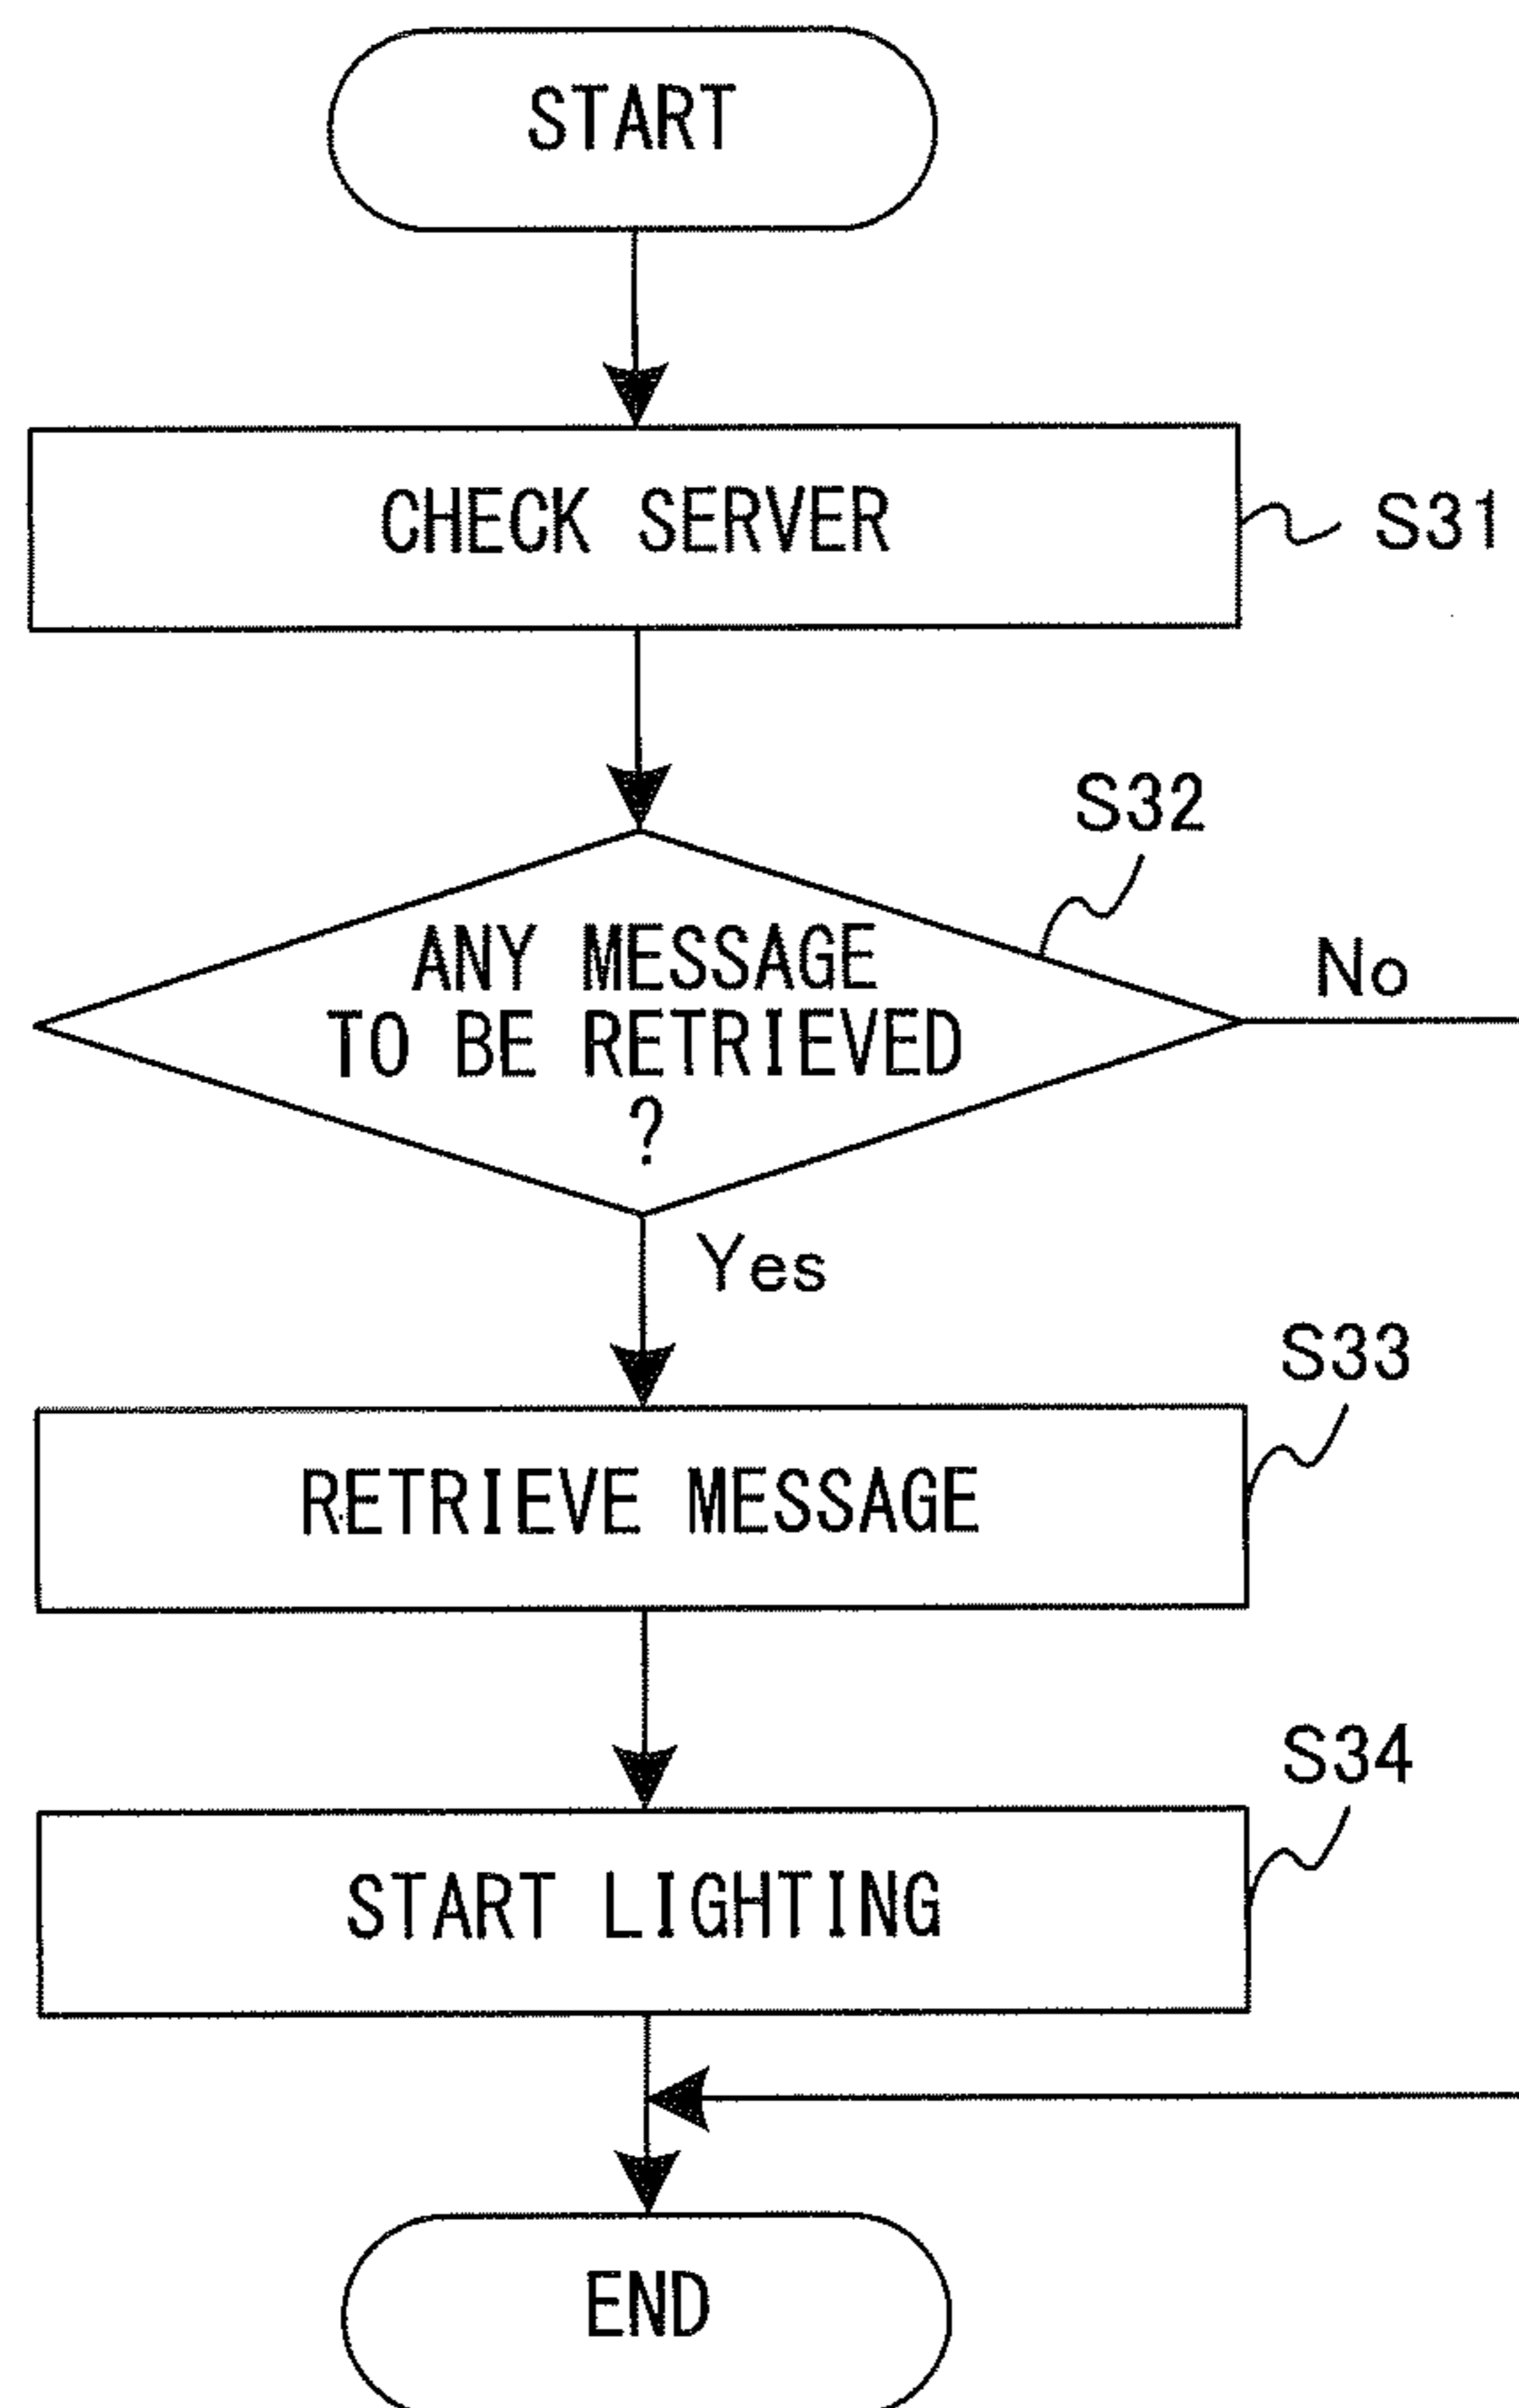 START
CHECK SERVER
S31
S32
ANY MESSAGE
TO BE RETRIEVED
?
No
Yes
S33
RETRIEVE MESSAGE
S34
START LIGHTING
END